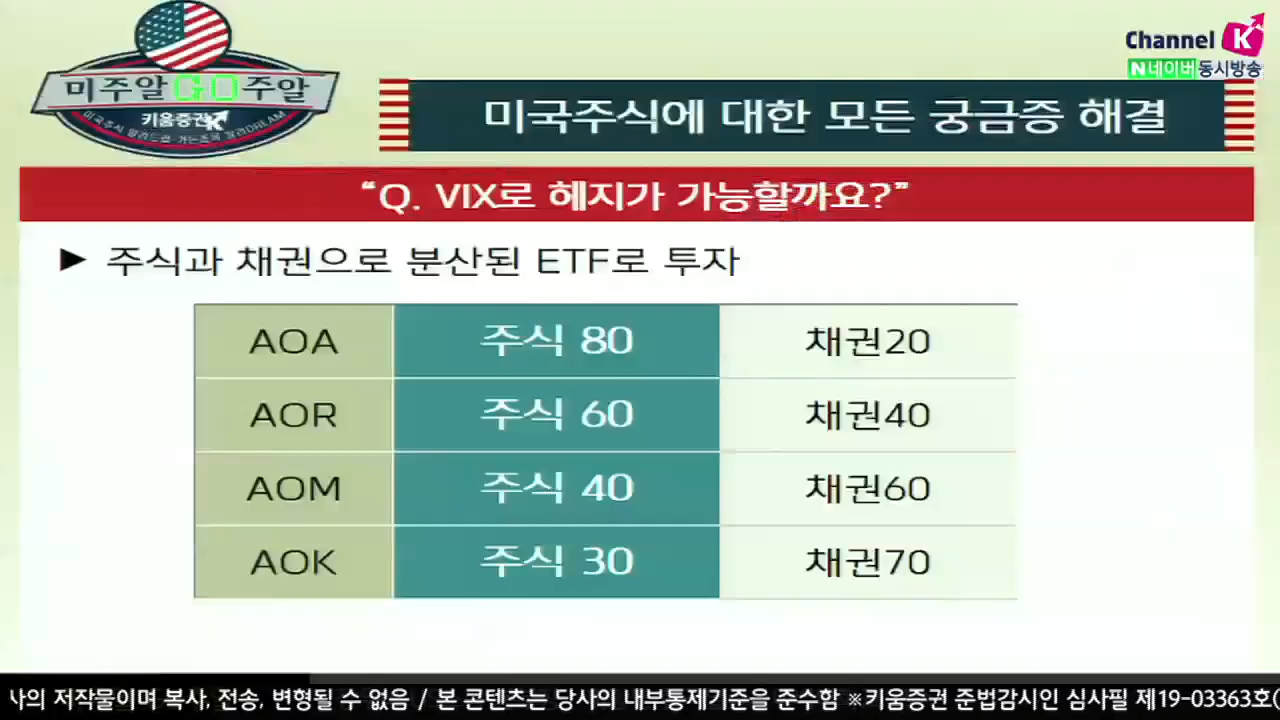 미주알GO주알
키움증권
Channel K
N 네이버 동시방송
미국주식에 대한 모든 궁금증 해결
“Q. VIX로 헤지가 가능할까요?”
▶ 주식과 채권으로 분산된 ETF로 투자
AOA 주식 80 채권20
AOR 주식 60 채권40
AOM 주식 40 채권60
AOK 주식 30 채권70
사의 저작물이며 복사, 전송, 변형될 수 없음 / 본 콘텐츠는 당사의 내부통제기준을 준수함 ※키움증권 준법감시인 심사필 제19-03363호(